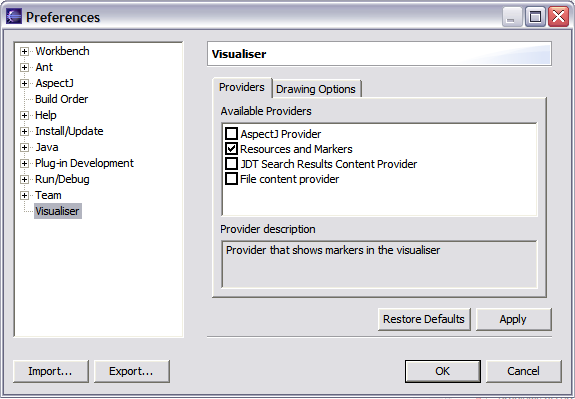 Preferences
Workbench
Ant
AspectJ
Build Order
Help
Install/Update
Java
Plug-in Development
Run/Debug
Team
Visualiser
Visualiser
Providers
Drawing Options
Available Providers
AspectJ Provider
Resources and Markers
JDT Search Results Content Provider
File content provider
Provider description
Provider that shows markers in the visualiser
Restore Defaults
Apply
Import...
Export...
OK
Cancel